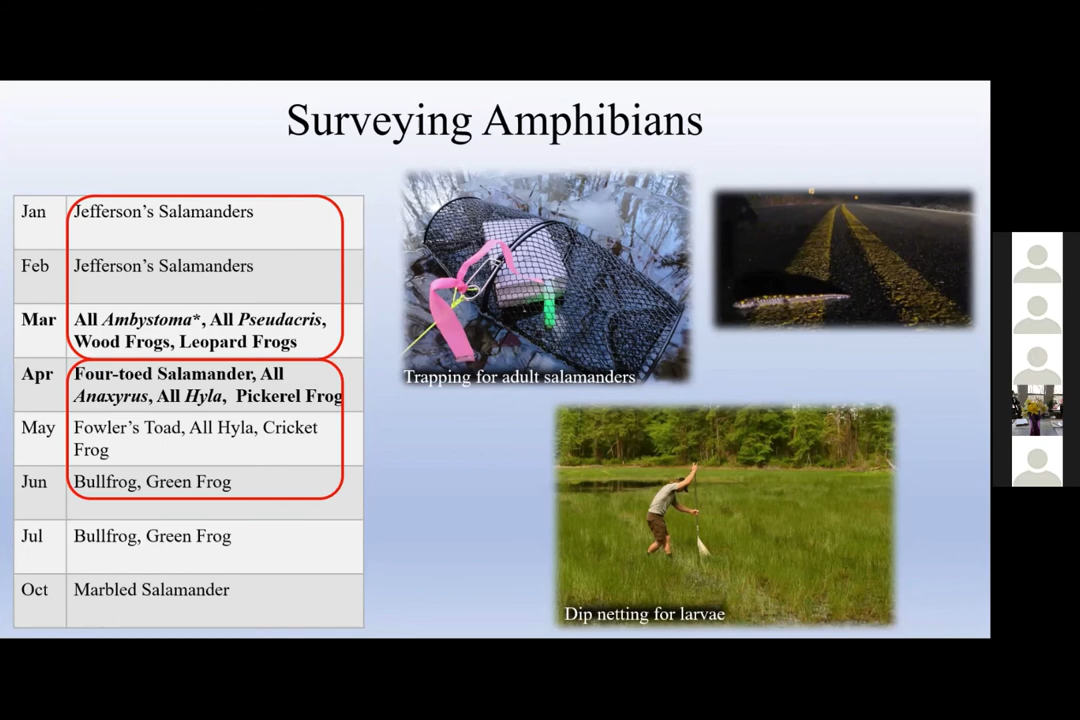 Surveying Amphibians
Jan Jefferson's Salamanders
Feb Jefferson's Salamanders
Mar All Ambystoma*, All Pseudacris,
Wood Frogs, Leopard Frogs
Apr Four-toed Salamander, All
Anaxyrus, All Hyla, Pickerel Frog
May Fowler's Toad, All Hyla, Cricket
Frog
Jun Bullfrog, Green Frog
Jul Bullfrog, Green Frog
Oct Marbled Salamander
Trapping for adult salamanders
Dip netting for larvae